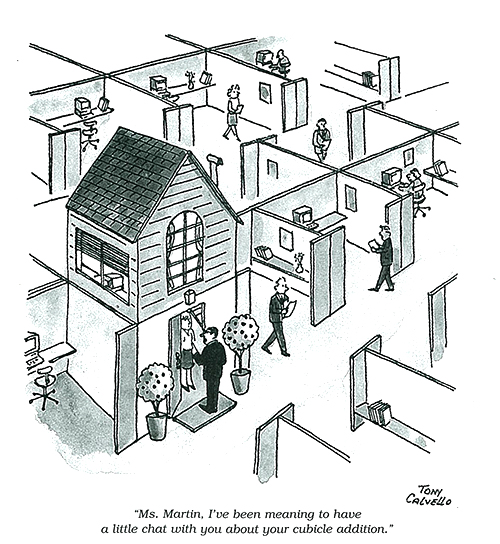 TONY
CALVELLO
"Ms. Martin, I've been meaning to have
a little chat with you about your cubicle addition."